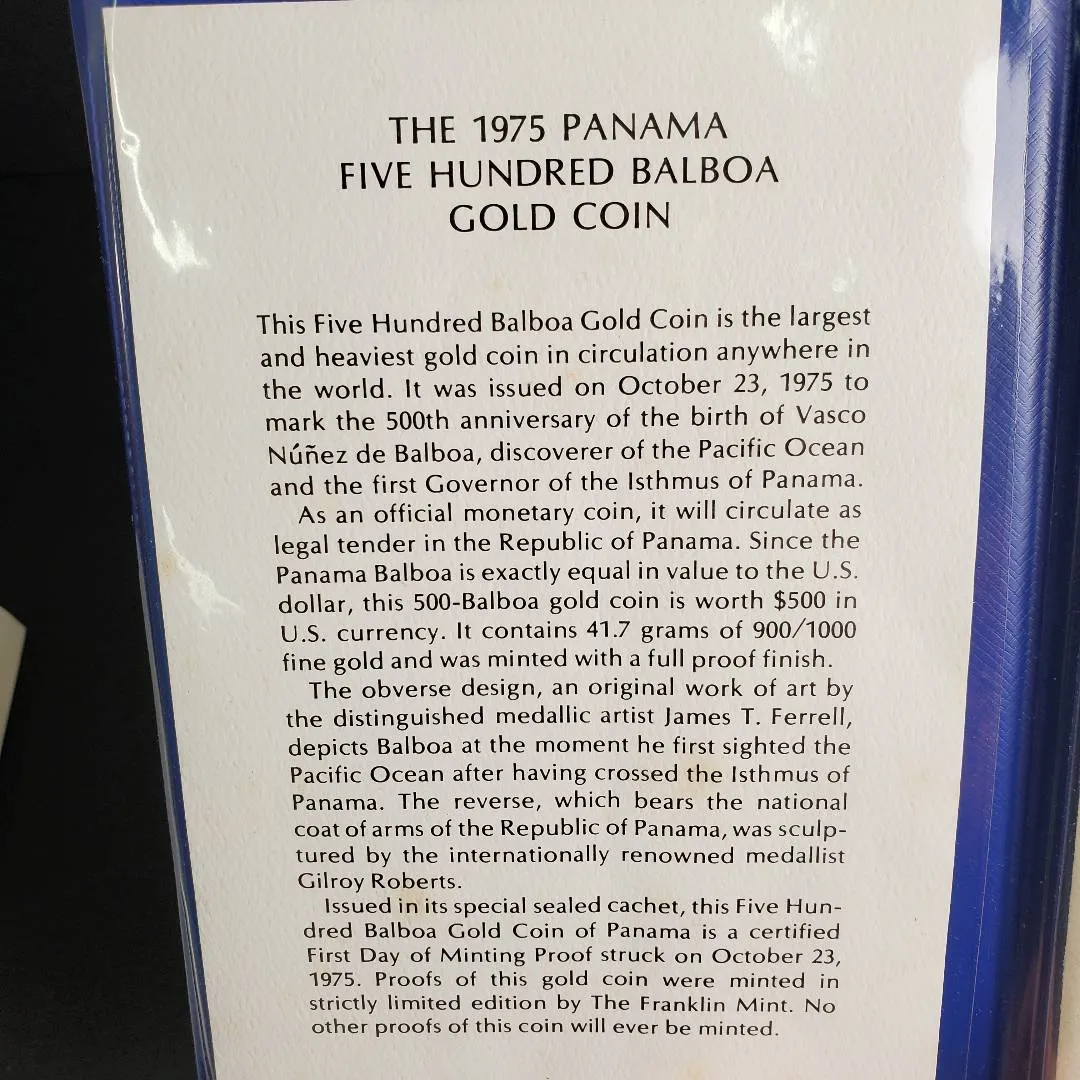 THE 1975 PANAMA
FIVE HUNDRED BALBOA
GOLD COIN
This Five Hundred Balboa Gold Coin is the largest
and heaviest gold coin in circulation anywhere in
the world. It was issued on October 23, 1975 to
mark the 500th anniversary of the birth of Vasco
Núñez de Balboa, discoverer of the Pacific Ocean
and the first Governor of the Isthmus of Panama.
As an official monetary coin, it will circulate as
legal tender in the Republic of Panama. Since the
Panama Balboa is exactly equal in value to the U.S.
dollar, this 500-Balboa gold coin is worth $500 in
U.S. currency. It contains 41.7 grams of 900/1000
fine gold and was minted with a full proof finish.
The obverse design, an original work of art by
the distinguished medallic artist James T. Ferrell,
depicts Balboa at the moment he first sighted the
Pacific Ocean after having crossed the Isthmus of
Panama. The reverse, which bears the national
coat of arms of the Republic of Panama, was sculp-
tured by the internationally renowned medallist
Gilroy Roberts.
Issued in its special sealed cachet, this Five Hun-
dred Balboa Gold Coin of Panama is a certified
First Day of Minting Proof struck on October 23,
1975. Proofs of this gold coin were minted in
strictly limited edition by The Franklin Mint. No
other proofs of this coin will ever be minted.